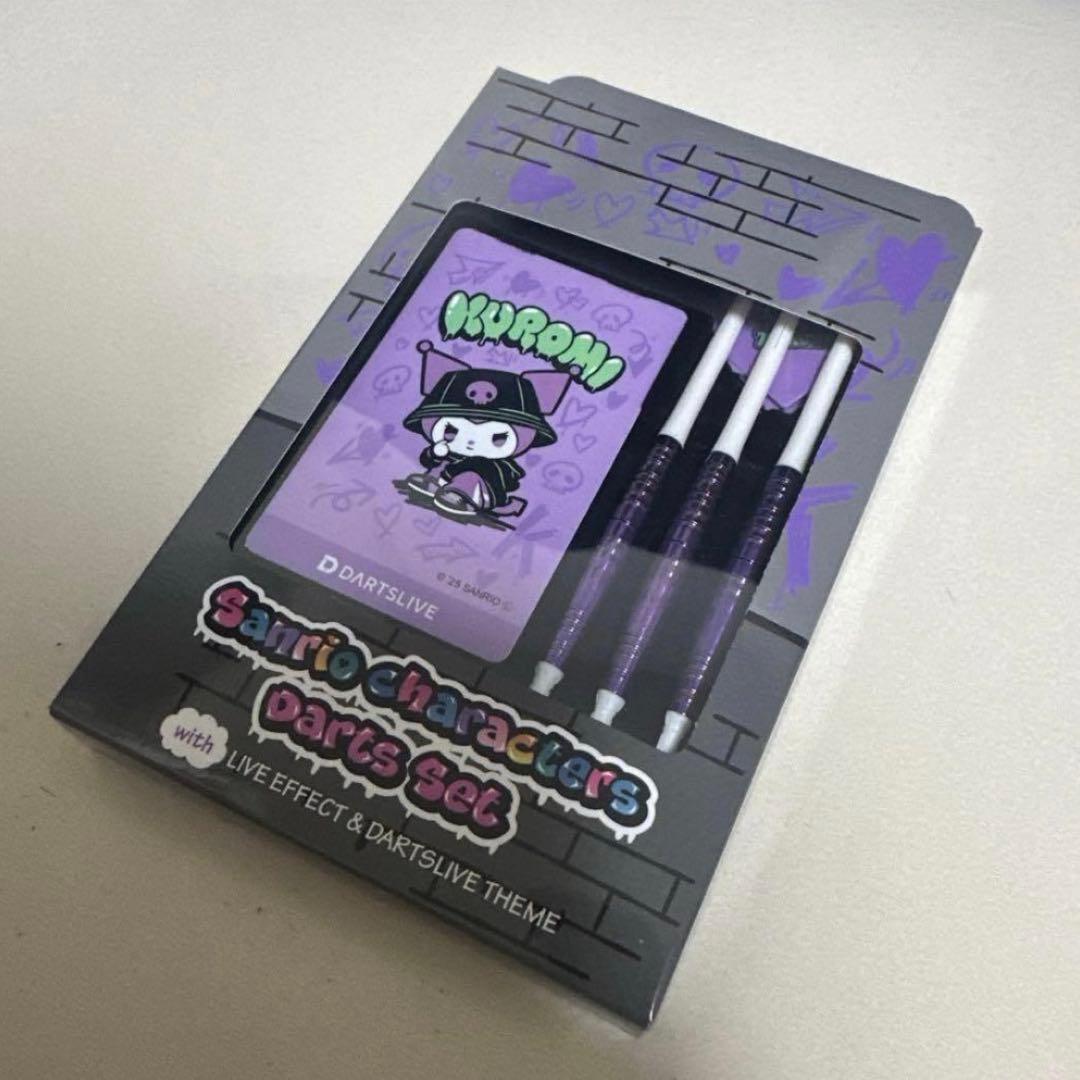 KUROMI
DARTSLIVE
© '25 SANRIO
Sanrio characters
Darts Set
with
LIVE EFFECT & DARTSLIVE THEME